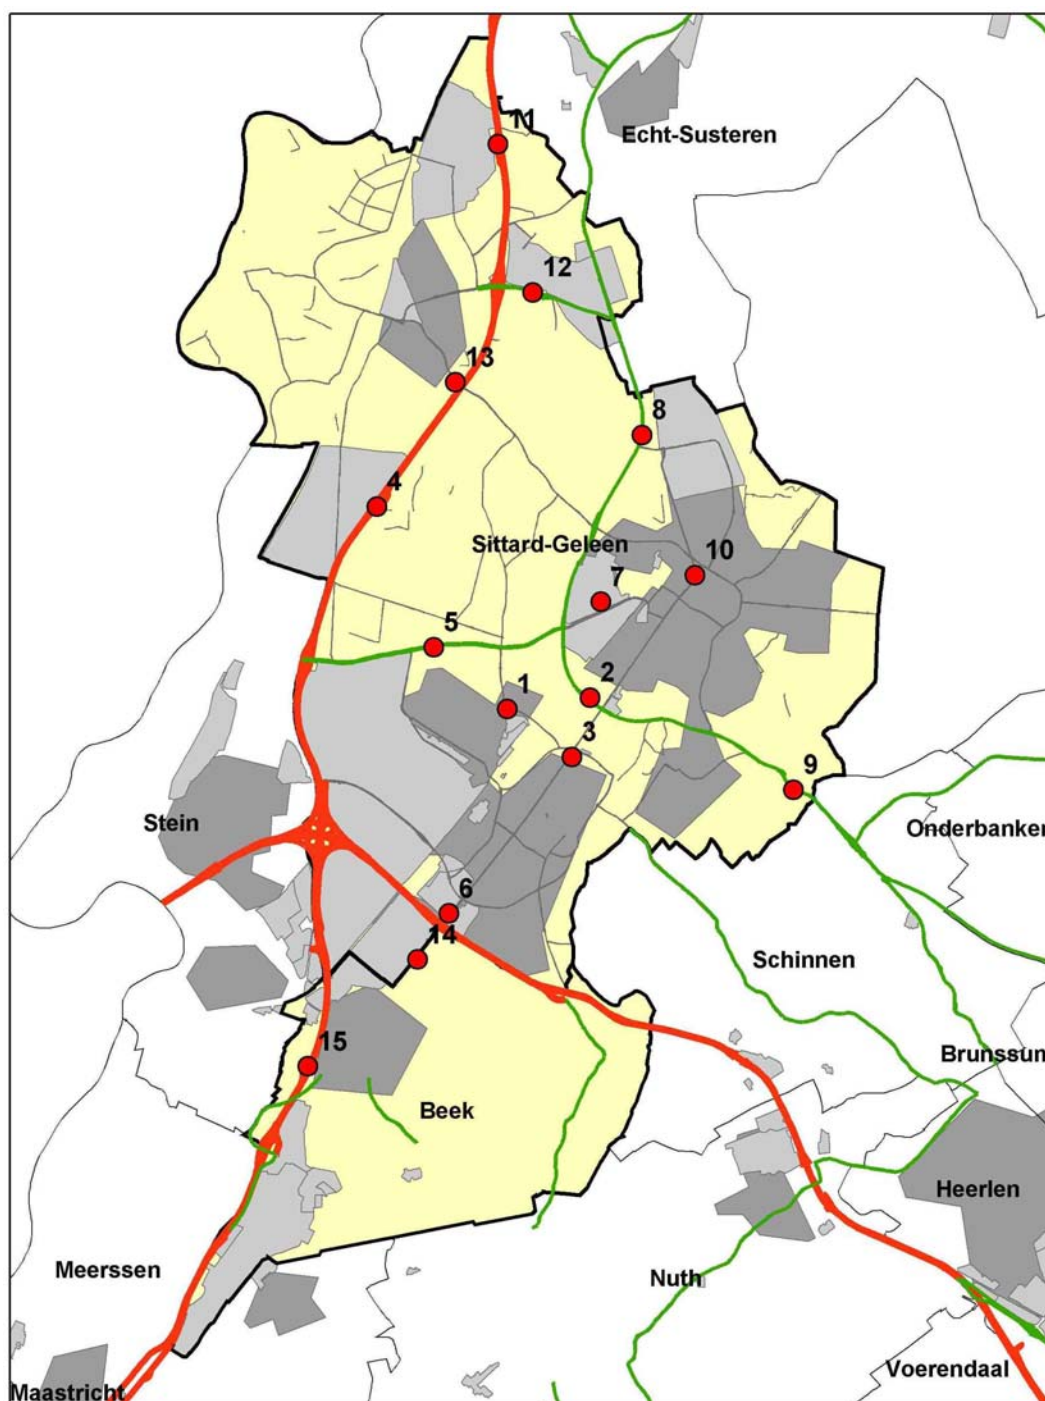 11
Echt-Susteren
12
13
8
4
Sittard-Geleen
10
7
5
2
1
3
9
Stein
Onderbanken
6
14
Schinnen
15
Brunssum
Beek
Heerlen
Meerssen
Nuth
Voerendaal
Maastricht